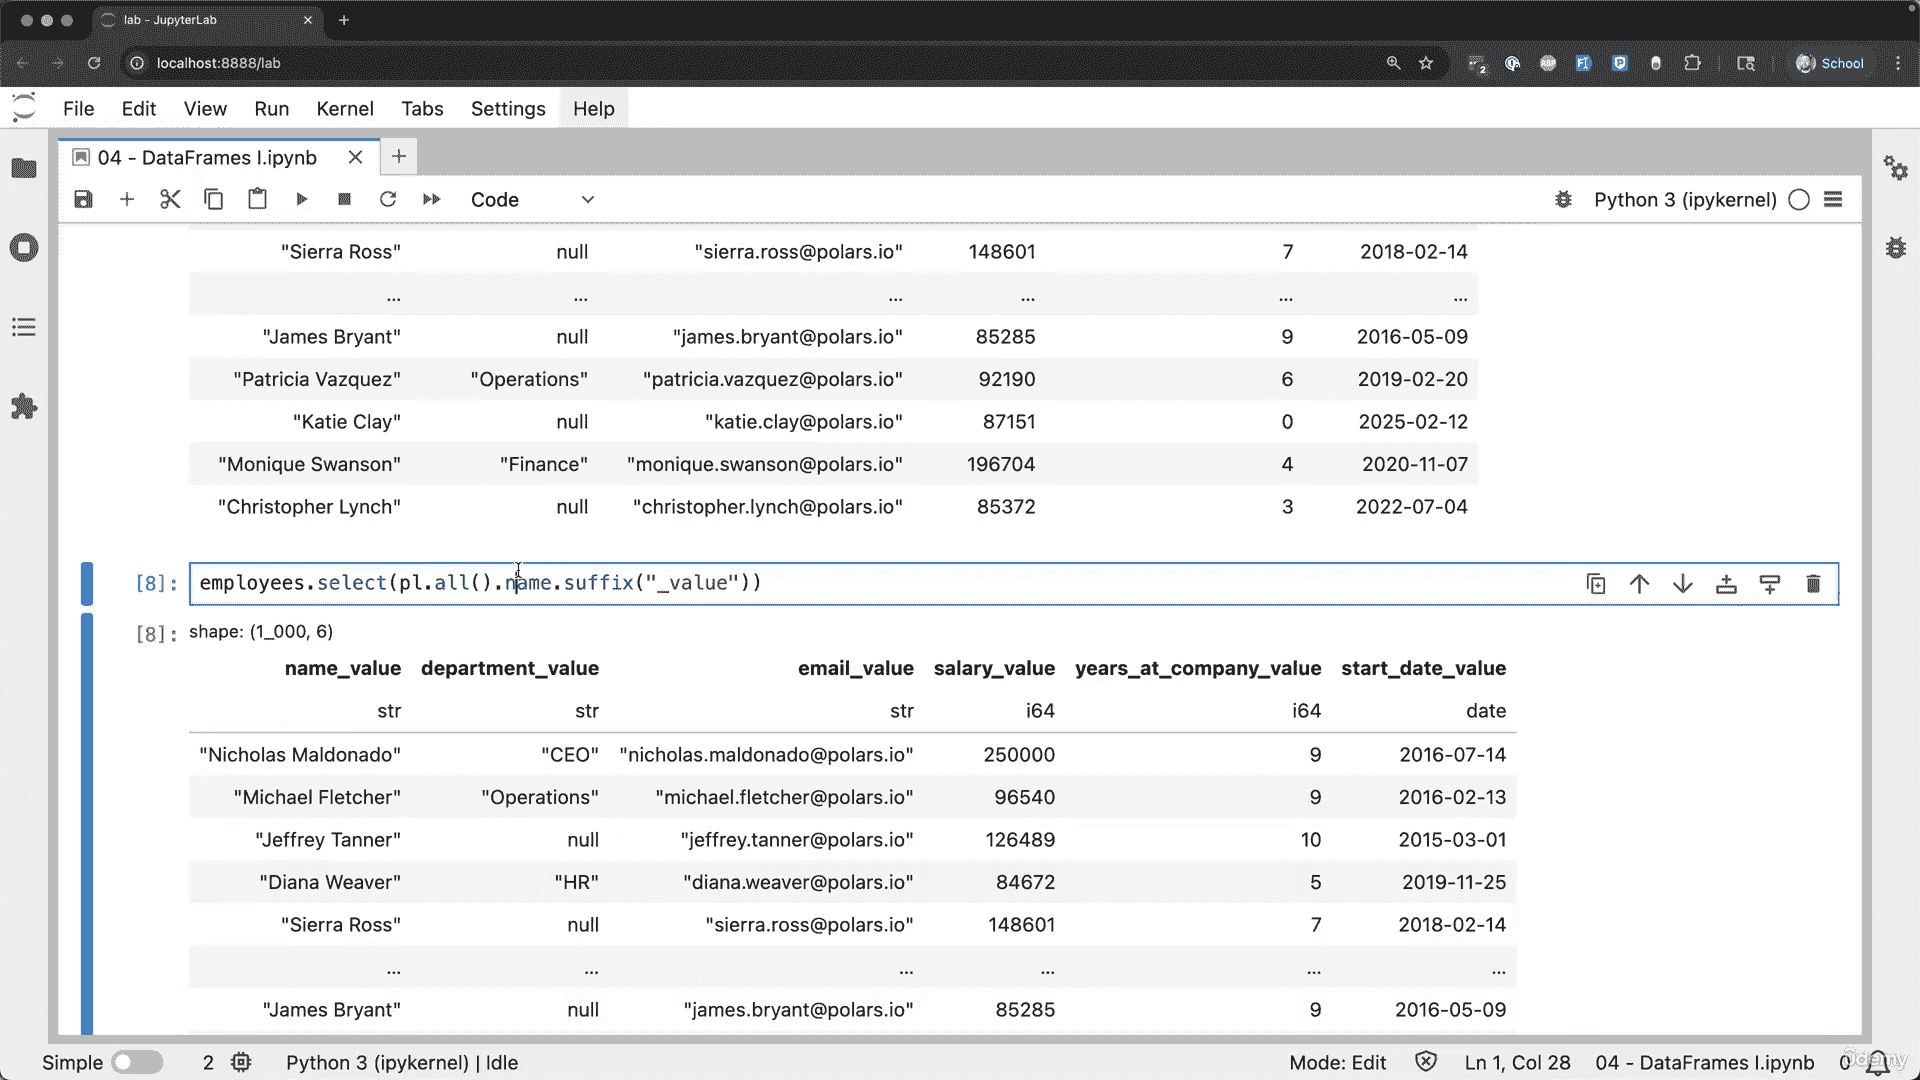 lab - JupyterLab
localhost:8888/lab
2
ABP
School
File Edit View Run Kernel Tabs Settings Help
04 - DataFrames I.ipynb
Code
Python 3 (ipykernel)
"Sierra Ross" null "sierra.ross@polars.io" 148601 7 2018-02-14
... ... ... ... ... ...
"James Bryant" null "james.bryant@polars.io" 85285 9 2016-05-09
"Patricia Vazquez" "Operations" "patricia.vazquez@polars.io" 92190 6 2019-02-20
"Katie Clay" null "katie.clay@polars.io" 87151 0 2025-02-12
"Monique Swanson" "Finance" "monique.swanson@polars.io" 196704 4 2020-11-07
"Christopher Lynch" null "christopher.lynch@polars.io" 85372 3 2022-07-04
[8]: employees.select(pl.all().name.suffix("_value"))
[8]: shape: (1_000, 6)
name_value department_value email_value salary_value years_at_company_value start_date_value
str str str i64 i64 date
"Nicholas Maldonado" "CEO" "nicholas.maldonado@polars.io" 250000 9 2016-07-14
"Michael Fletcher" "Operations" "michael.fletcher@polars.io" 96540 9 2016-02-13
"Jeffrey Tanner" null "jeffrey.tanner@polars.io" 126489 10 2015-03-01
"Diana Weaver" "HR" "diana.weaver@polars.io" 84672 5 2019-11-25
"Sierra Ross" null "sierra.ross@polars.io" 148601 7 2018-02-14
... ... ... ... ... ...
"James Bryant" null "james.bryant@polars.io" 85285 9 2016-05-09
Simple 2 Python 3 (ipykernel) | Idle Mode: Edit Ln 1, Col 28 04 - DataFrames I.ipynb 0